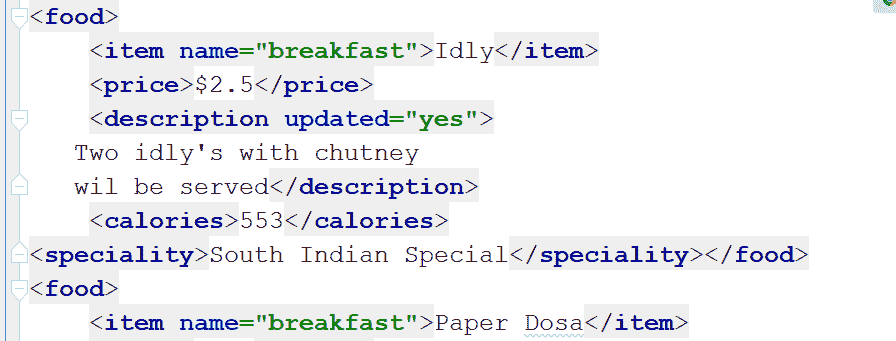 <food>
<item name="breakfast">Idly</item>
<price>$2.5</price>
<description updated="yes">
Two idly's with chutney
wil be served</description>
<calories>553</calories>
<speciality>South Indian Special</speciality></food>
<food>
<item name="breakfast">Paper Dosa</item>